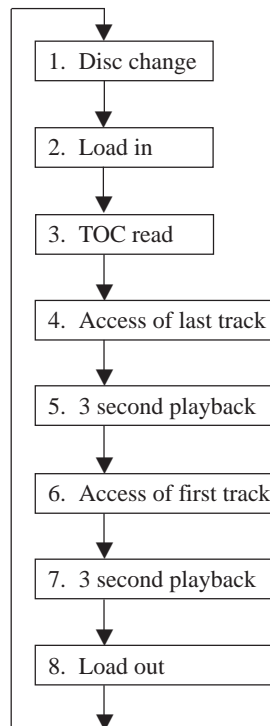 1. Disc change
2. Load in
3. TOC read
4. Access of last track
5. 3 second playback
6. Access of first track
7. 3 second playback
8. Load out